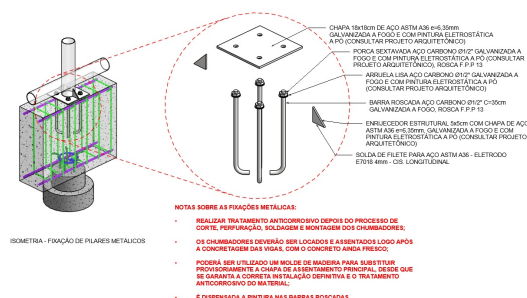 CHAPA 18x18cm DE AÇO ASTM A36 e=6,35mm
GALVANIZADA A FOGO E COM PINTURA ELETROSTÁTICA
A PÓ (CONSULTAR PROJETO ARQUITETÔNICO)
PORCA SEXTAVADA AÇO CARBONO Ø1/2" GALVANIZADA A
FOGO E COM PINTURA ELETROSTÁTICA A PÓ (CONSULTAR
PROJETO ARQUITETÔNICO), ROSCA F.P.P 13
ARRUELA LISA AÇO CARBONO Ø1/2" GALVANIZADA A
FOGO E COM PINTURA ELETROSTÁTICA A PÓ (CONSULTAR
PROJETO ARQUITETÔNICO)
BARRA ROSCADA AÇO CARBONO Ø1/2" C=35cm
GALVANIZADA A FOGO, ROSCA F.P.P 13
ENRIJECEDOR ESTRUTURAL 5x5cm COM CHAPA DE AÇO
ASTM A36 e=6,35mm, GALVANIZADA A FOGO E COM
PINTURA ELETROSTÁTICA A PÓ (CONSULTAR PROJETO
ARQUITETÔNICO)
SOLDA DE FILETE PARA AÇO ASTM A36 - ELETRODO
E7018 4mm - CIS. LONGITUDINAL
ISOMETRIA - FIXAÇÃO DE PILARES METÁLICOS
NOTAS SOBRE AS FIXAÇÕES METÁLICAS:
• REALIZAR TRATAMENTO ANTICORROSIVO DEPOIS DO PROCESSO DE
CORTE, PERFURAÇÃO, SOLDAGEM E MONTAGEM DOS CHUMBADORES;
• OS CHUMBADORES DEVERÃO SER LOCADOS E ASSENTADOS LOGO APÓS
A CONCRETAGEM DAS VIGAS, COM O CONCRETO AINDA FRESCO;
• PODERÁ SER UTILIZADO UM MOLDE DE MADEIRA PARA SUBSTITUIR
PROVISORIAMENTE A CHAPA DE ASSENTAMENTO PRINCIPAL, DESDE QUE
SE GARANTA A CORRETA INSTALAÇÃO DEFINITIVA E O TRATAMENTO
ANTICORROSIVO DO MATERIAL;
• É DISPENSADA A PINTURA NAS BARRAS ROSCADAS